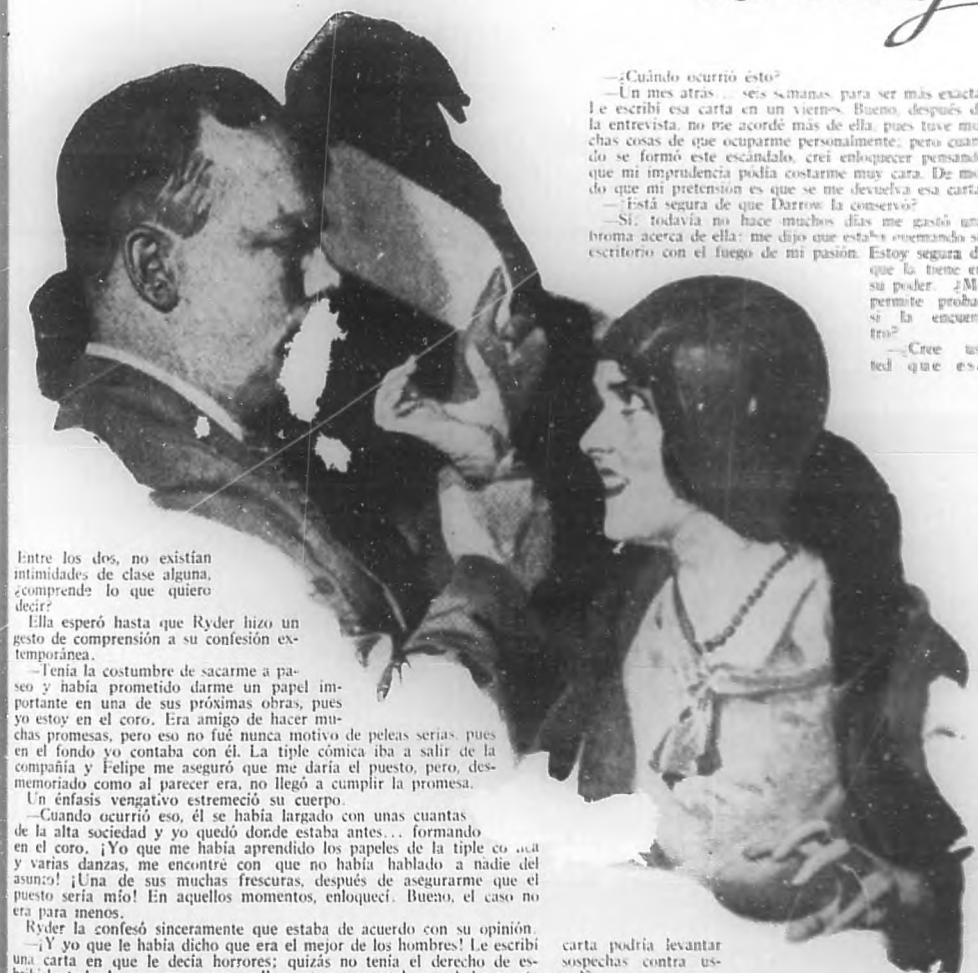 Entre los dos, no existían
intimidades de clase alguna,
¿comprende lo que quiero
decir?
Ella esperó hasta que Ryder hizo un
gesto de comprensión a su confesión ex-
temporánea.
—Tenía la costumbre de sacarme a pa-
seo y había prometido darme un papel im-
portante en una de sus próximas obras, pues
yo estoy en el coro. Era amigo de hacer mu-
chas promesas, pero eso no fué nunca motivo de peleas serias, pues
en el fondo yo contaba con él. La tiple cómica iba a salir de la
compañía y Felipe me aseguró que me daría el puesto, pero, des-
memoriado como al parecer era, no llegó a cumplir la promesa.
Un énfasis vengativo estremeció su cuerpo.
—Cuando ocurrió eso, él se había largado con unas cuantas
de la alta sociedad y yo quedó donde estaba antes... formando
en el coro. ¡Yo que me había aprendido los papeles de la tiple
y varias danzas, me encontré con que no había hablado a nadie del
asunto! ¡Una de sus muchas frescuras, después de asegurarme que el
puesto sería mío! En aquellos momentos, enloquecí. Bueno, el caso no
era para menos.
Ryder la confesó sinceramente que estaba de acuerdo con su opinión.
—¡Y yo que le había dicho que era el mejor de los hombres! Le escribí
una carta en que le decía horrores; quizás no tenía el derecho de es-
—¿Cuándo ocurrió ésto?
—Un mes atrás... seis semanas, para ser más exacta
Le escribí esa carta en un viernes. Bueno, después d
la entrevista, no me acordé más de ella, pues tuve mu
chas cosas de que ocuparme personalmente; pero cuan
do se formó este escándalo, creí enloquecer pensando
que mi imprudencia podía costarme muy cara. De mo
do que mi pretensión es que se me devuelva esa carta
—¿Está segura de que Darrow la conservó?
—Sí; todavía no hace muchos días me gastó una
broma acerca de ella; me dijo que estaba quemando s
escritorio con el fuego de mi pasión. Estoy segura d
que la tiene en
su poder. ¿M
permite proba
si la encuen
tro?
—¿Cree us
ted que es
carta podría levantar
sospechas contra us-